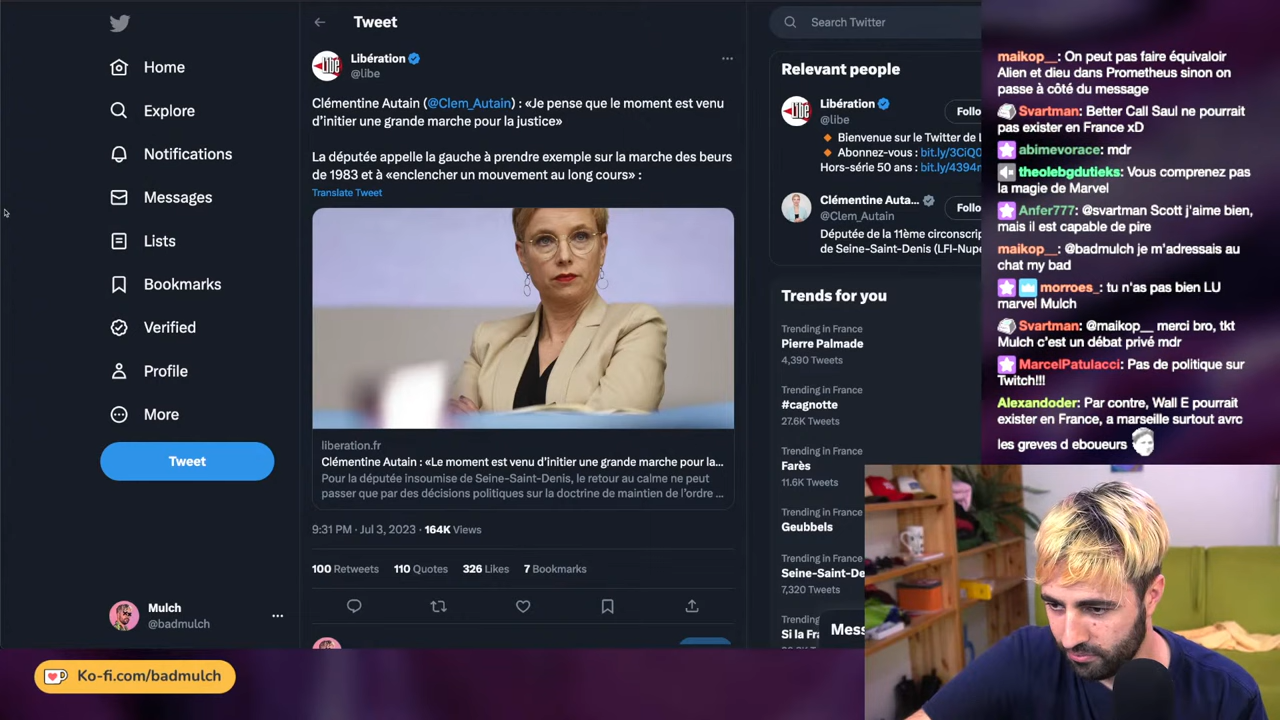 Home
Explore
Notifications
Messages
Lists
Bookmarks
Verified
Profile
More
Tweet
Mulch
@badmulch
Ko-fi.com/badmulch
Tweet
Libération
@libe
Clémentine Autain (@Clem_Autain) : «Je pense que le moment est venu
d'initier une grande marche pour la justice»
La députée appelle la gauche à prendre exemple sur la marche des beurs
de 1983 et à «enclencher un mouvement au long cours» :
Translate Tweet
liberation.fr
Clémentine Autain : «Le moment est venu d'initier une grande marche pour la...
Pour la députée insoumise de Seine-Saint-Denis, le retour au calme ne peut
passer que par des décisions politiques sur la doctrine de maintien de l'ordre ...
9:31 PM · Jul 3, 2023 · 164K Views
100 Retweets 110 Quotes 326 Likes 7 Bookmarks
Search Twitter
Relevant people
LIBÉ
Libération
@libe
Follo
Bienvenue sur le Twitter de L
Abonnez-vous : bit.ly/3CiQ0
Hors-série 50 ans : bit.ly/4394r
Clémentine Auta...
@Clem_Autain
Follo
Députée de la 11ème circonscript
de Seine-Saint-Denis (LFI-Nupe
Trends for you
Trending in France
Pierre Palmade
4,390 Tweets
Trending in France
#cagnotte
27.6K Tweets
Trending in France
Farès
11.6K Tweets
Trending in France
Geubbels
Trending in France
Seine-Saint-De
7,320 Tweets
Trending in France
Si la Fra
Mess
maikop__: On peut pas faire équivaloir
Alien et dieu dans Prometheus sinon on
passe à côté du message
Svartman: Better Call Saul ne pourrait
pas exister en France xD
abimevorace: mdr
theolebgdutieks: Vous comprenez pas
la magie de Marvel
Anfer777: @svartman Scott j'aime bien,
mais il est capable de pire
maikop__: @badmulch je m'adressais au
chat my bad
morroes_: tu n'as pas bien LU
marvel Mulch
Svartman: @maikop__ merci bro, tkt
Mulch c'est un débat privé mdr
MarcelPatulacci: Pas de politique sur
Twitch!!!
Alexandoder: Par contre, Wall E pourrait
exister en France, a marseille surtout avrc
les greves d eboueurs